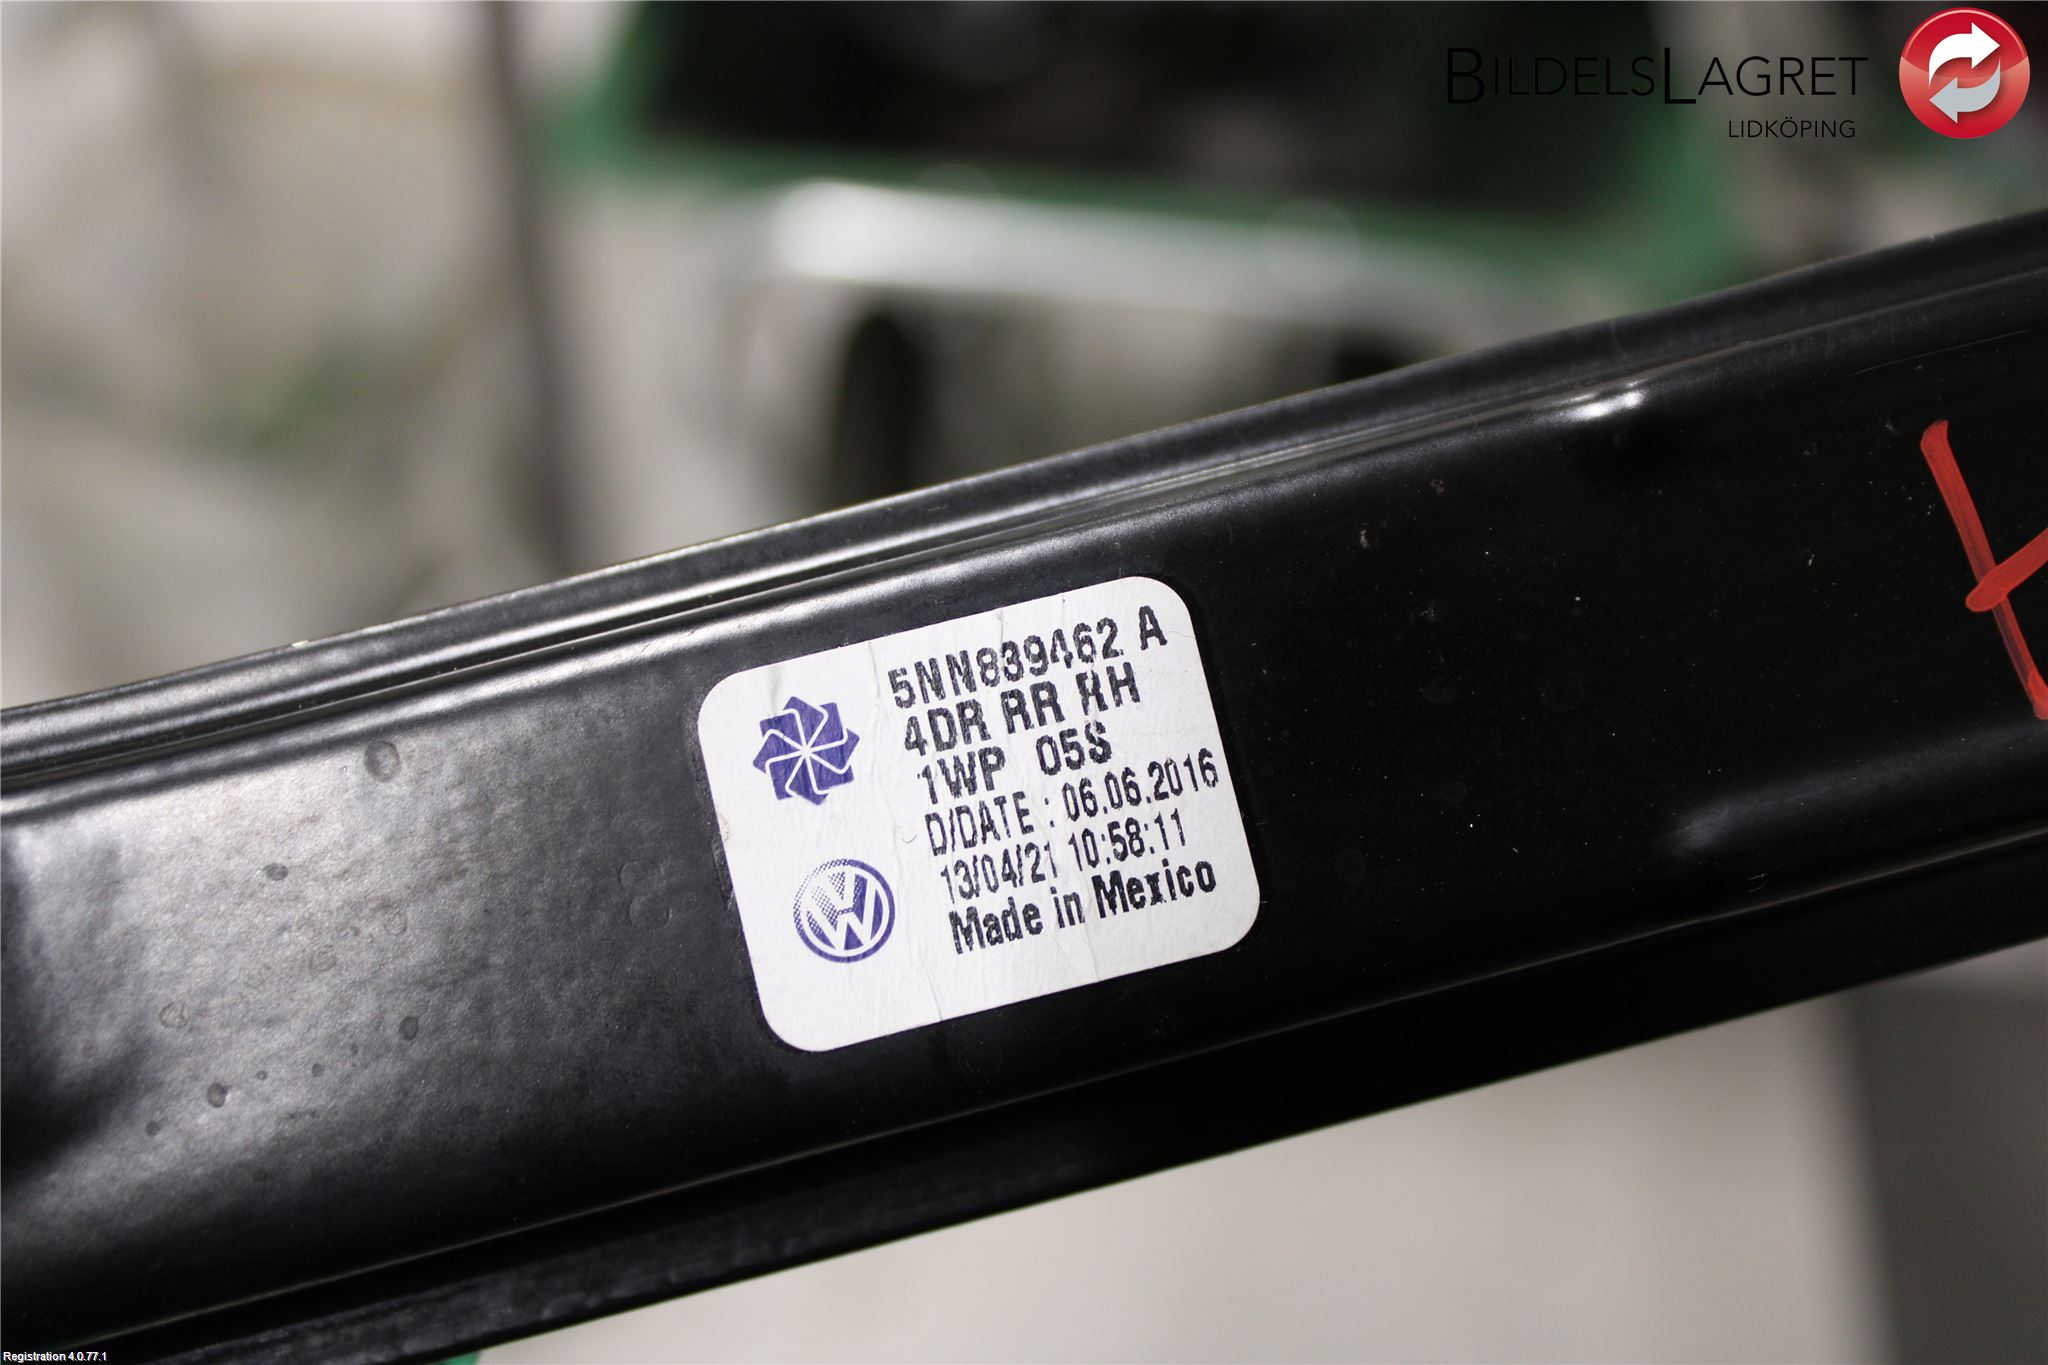 BILDELSLAGRET
LIDKÖPING
5NN839462 A
4DR RR RH
1WP 05S
D/DATE : 06.06.2016
13/04/21 10:58:11
Made in Mexico
Registration 4.0.77.1